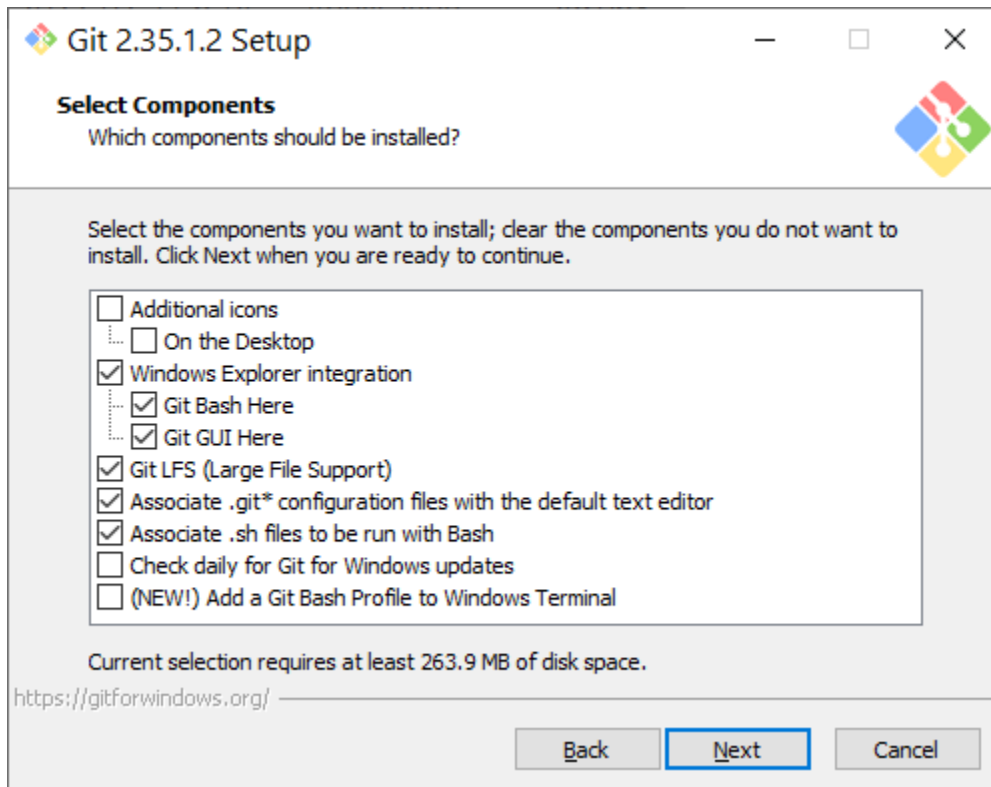 Git 2.35.1.2 Setup
Select Components
Which components should be installed?
Select the components you want to install; clear the components you do not want to
install. Click Next when you are ready to continue.
Additional icons
On the Desktop
Windows Explorer integration
Git Bash Here
Git GUI Here
Git LFS (Large File Support)
Associate .git* configuration files with the default text editor
Associate .sh files to be run with Bash
Check daily for Git for Windows updates
(NEW!) Add a Git Bash Profile to Windows Terminal
Current selection requires at least 263.9 MB of disk space.
https://gitforwindows.org/
Back Next Cancel